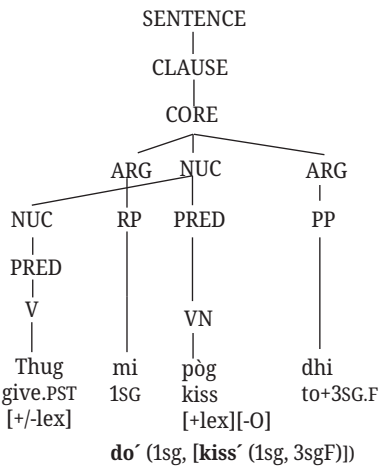 SENTENCE
CLAUSE
CORE
ARG NUC ARG
NUC RP PRED PP
PRED
V
VN
Thug mi pòg dhi
give.PST 1SG kiss to+3SG.F
[+/-lex] [+lex][-O]
do´ (1sg, [kiss´ (1sg, 3sgF)])